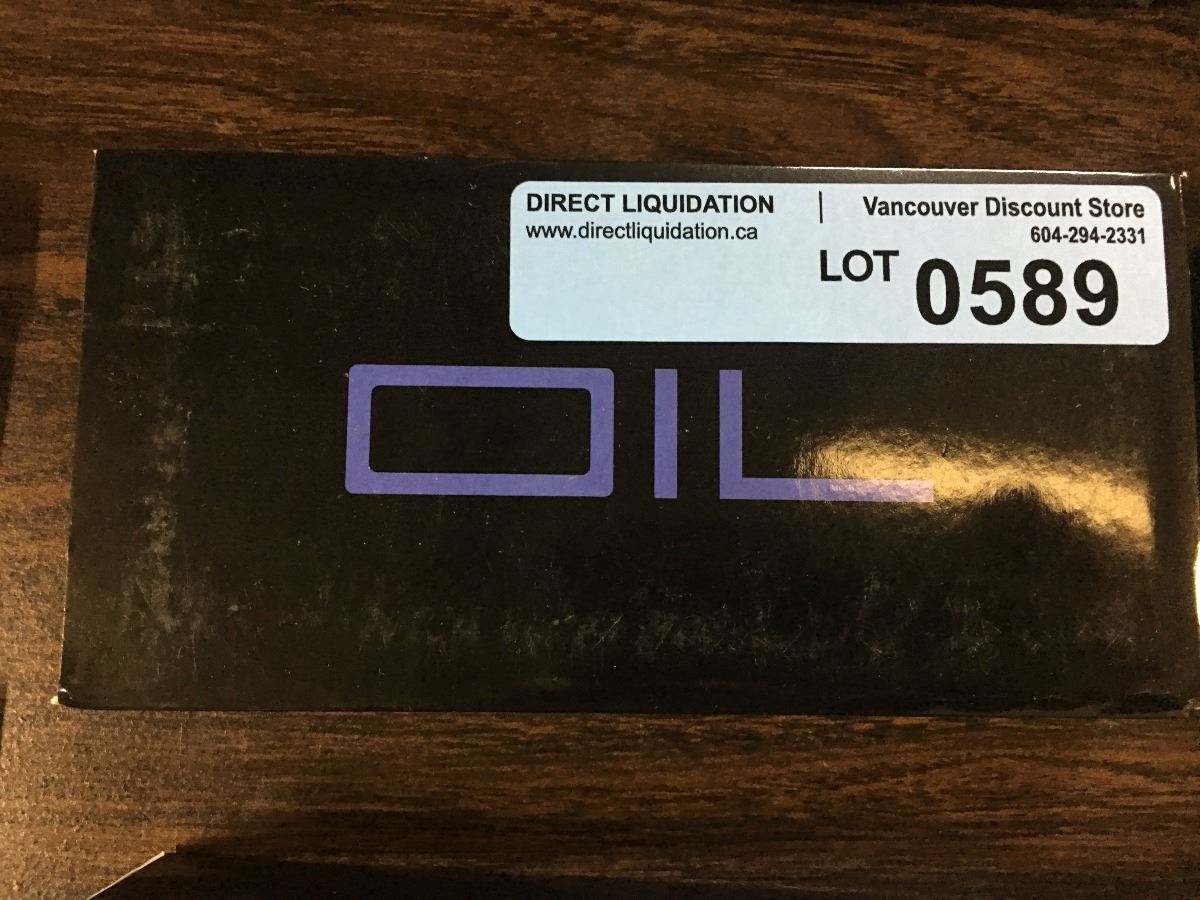 DIRECT LIQUIDATION | Vancouver Discount Store
www.directliquidation.ca 604-294-2331
LOT 0589
OIL